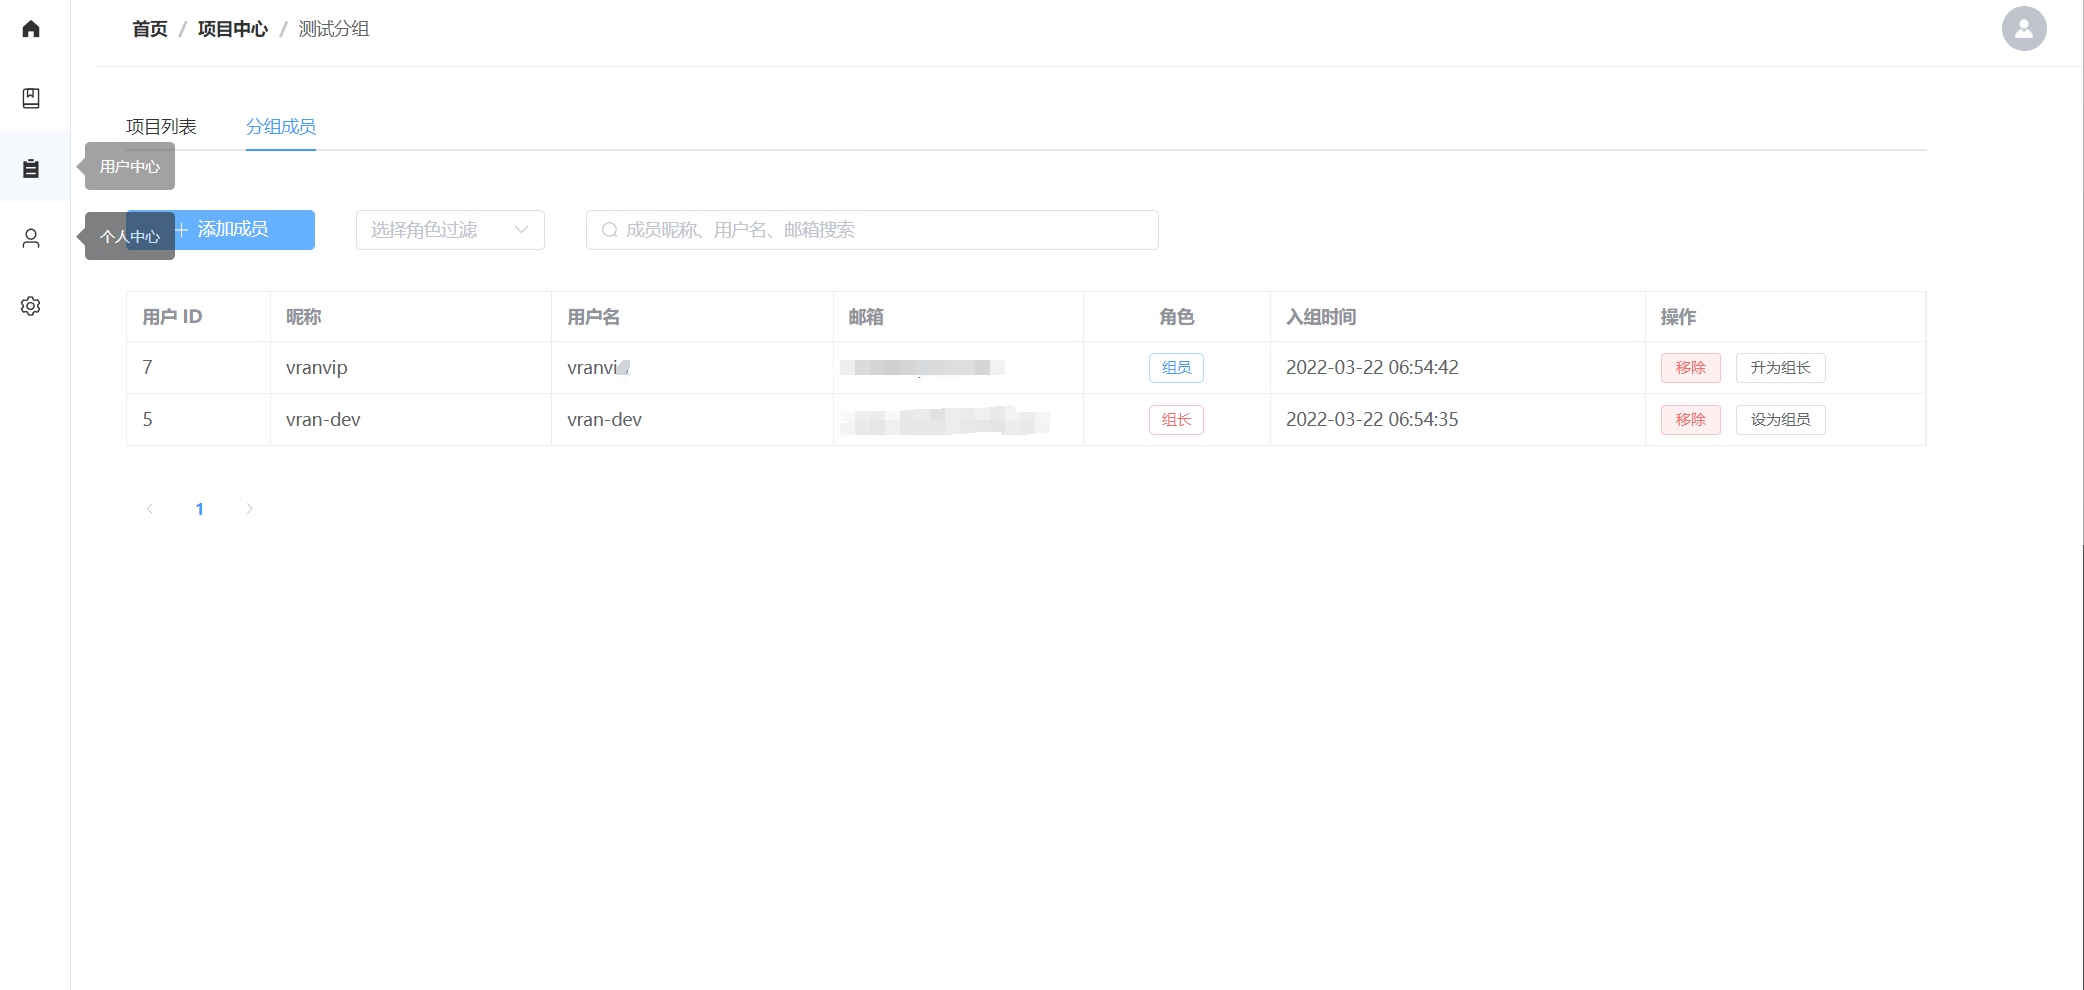 首页 / 项目中心 / 测试分组
项目列表 分组成员
用户中心
个人中心 添加成员 选择角色过滤 成员昵称、用户名、邮箱搜索
用户 ID 昵称 用户名 邮箱 角色 入组时间 操作
7 vranvip 组员 2022-03-22 06:54:42 移除 升为组长
5 vran-dev vran-dev 组长 2022-03-22 06:54:35 移除 设为组员
1